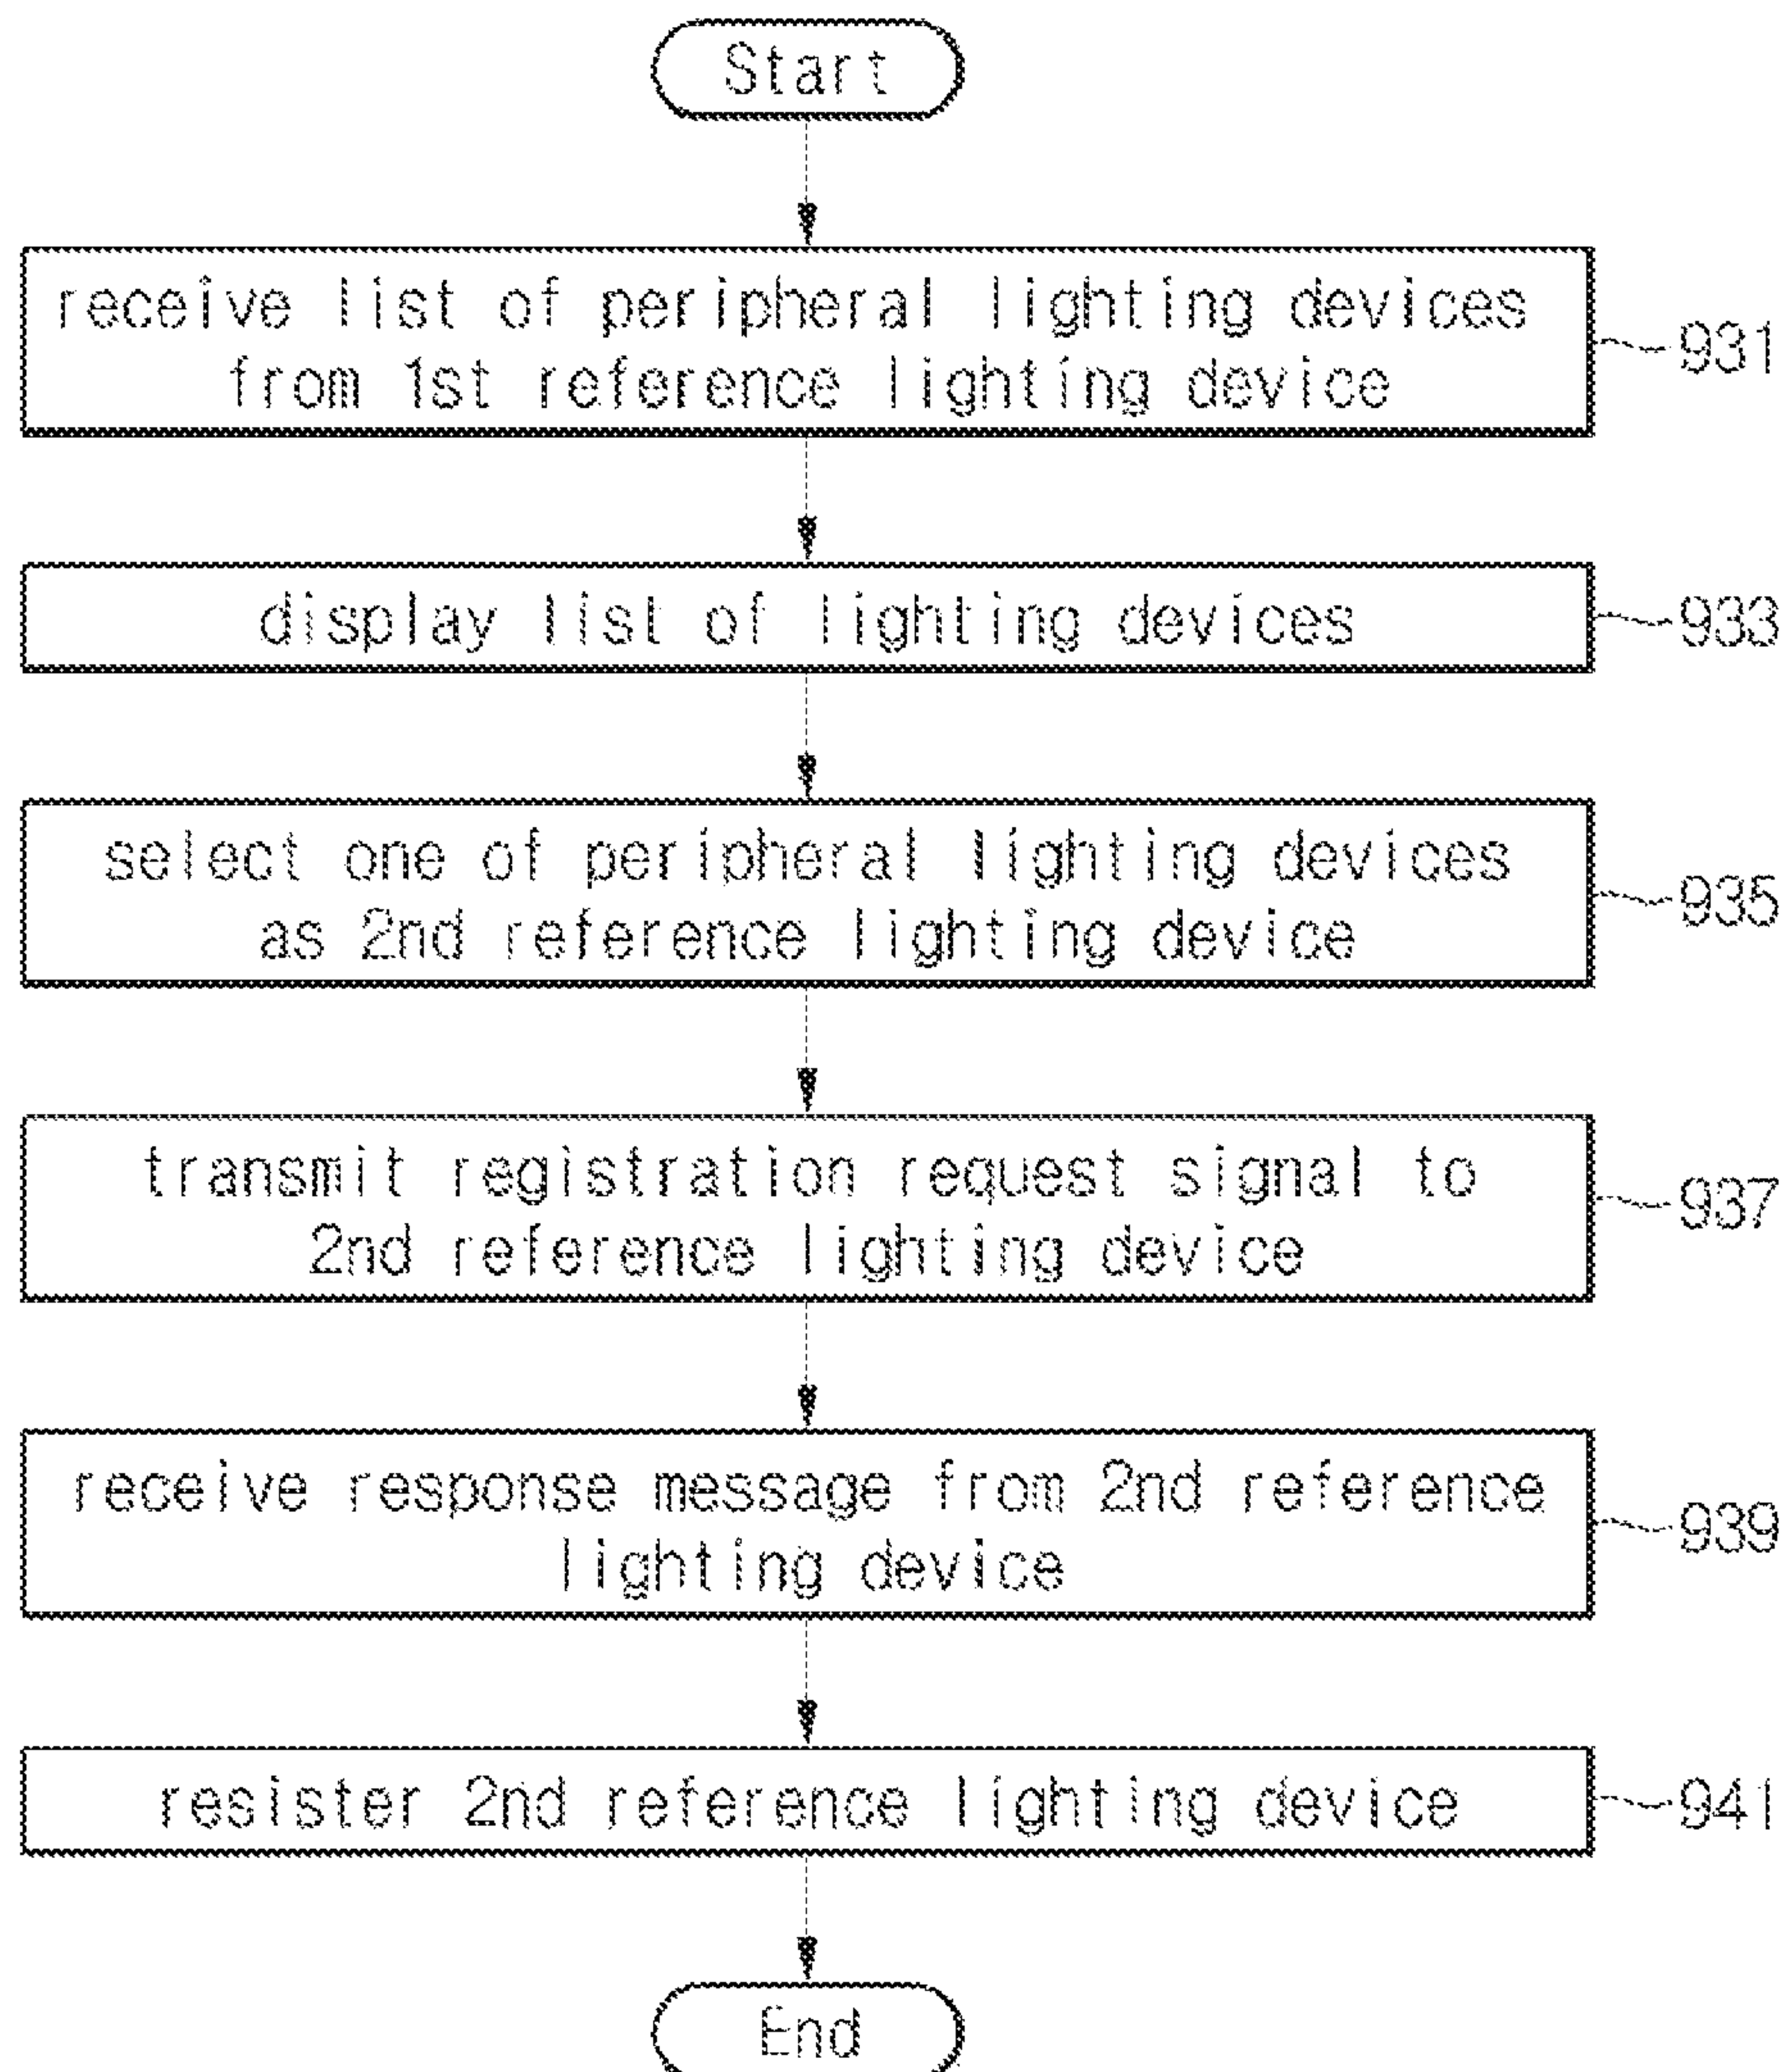 Start
receive list of peripheral lighting devices
from 1st reference lighting device
931
display list of lighting devices
933
select one of peripheral lighting devices
as 2nd reference lighting device
935
transmit registration request signal to
2nd reference lighting device
937
receive response message from 2nd reference
lighting device
939
resister 2nd reference lighting device
941
End